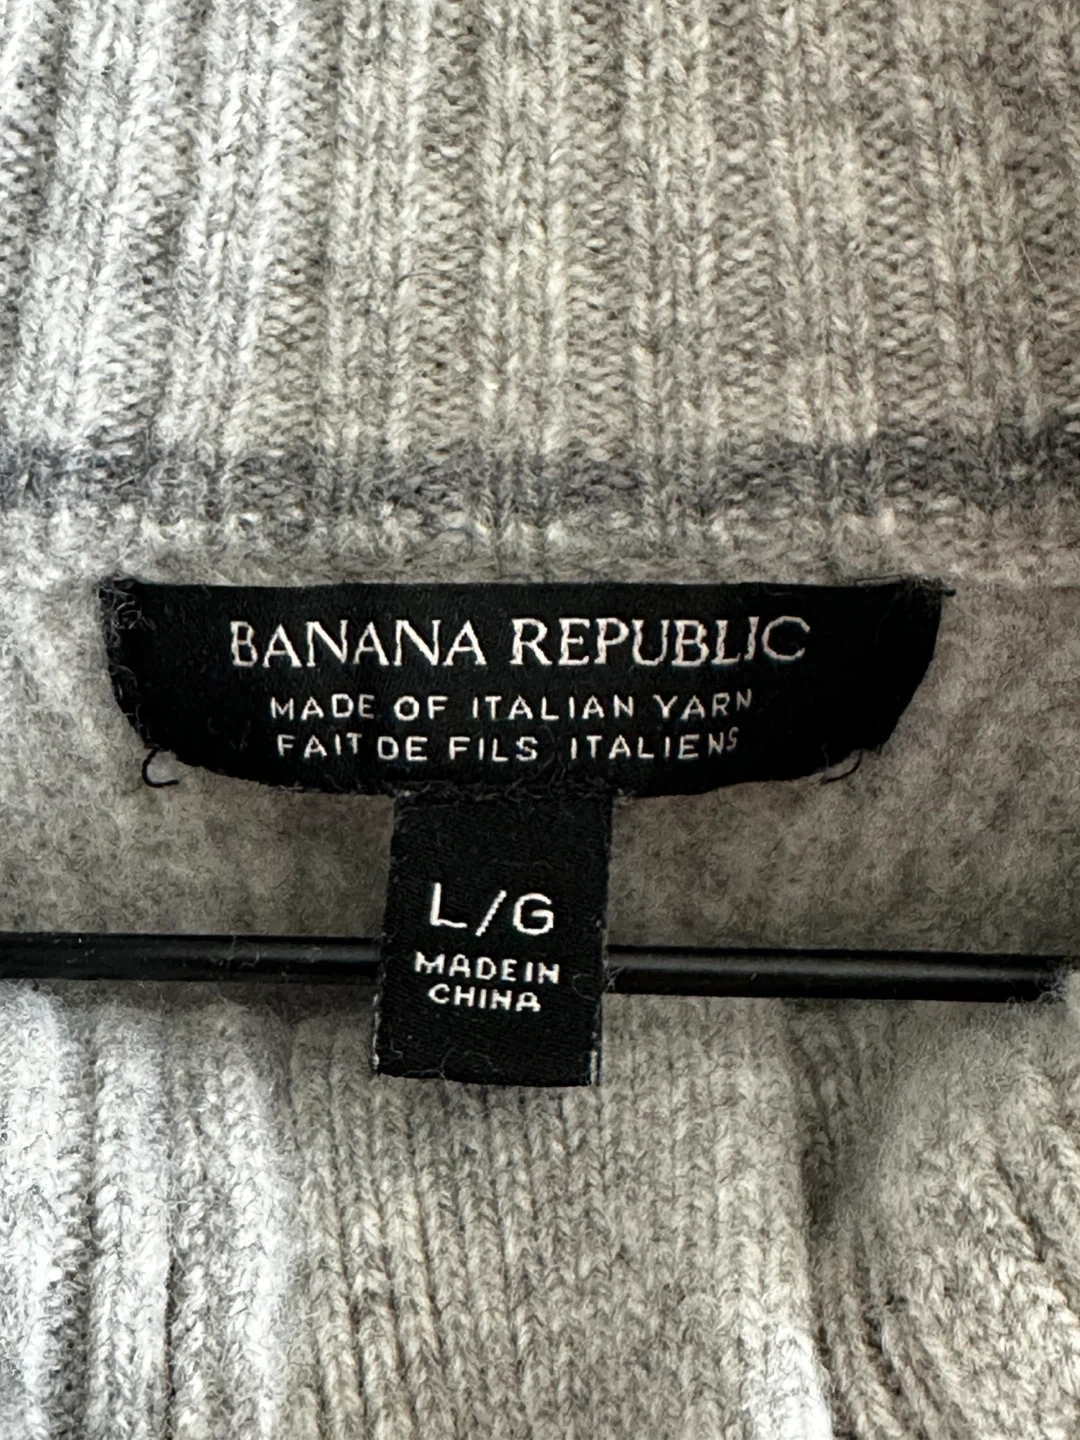 BANANA REPUBLIC
MADE OF ITALIAN YARN
FAIT DE FILS ITALIENS
L/G
MADE IN
CHINA